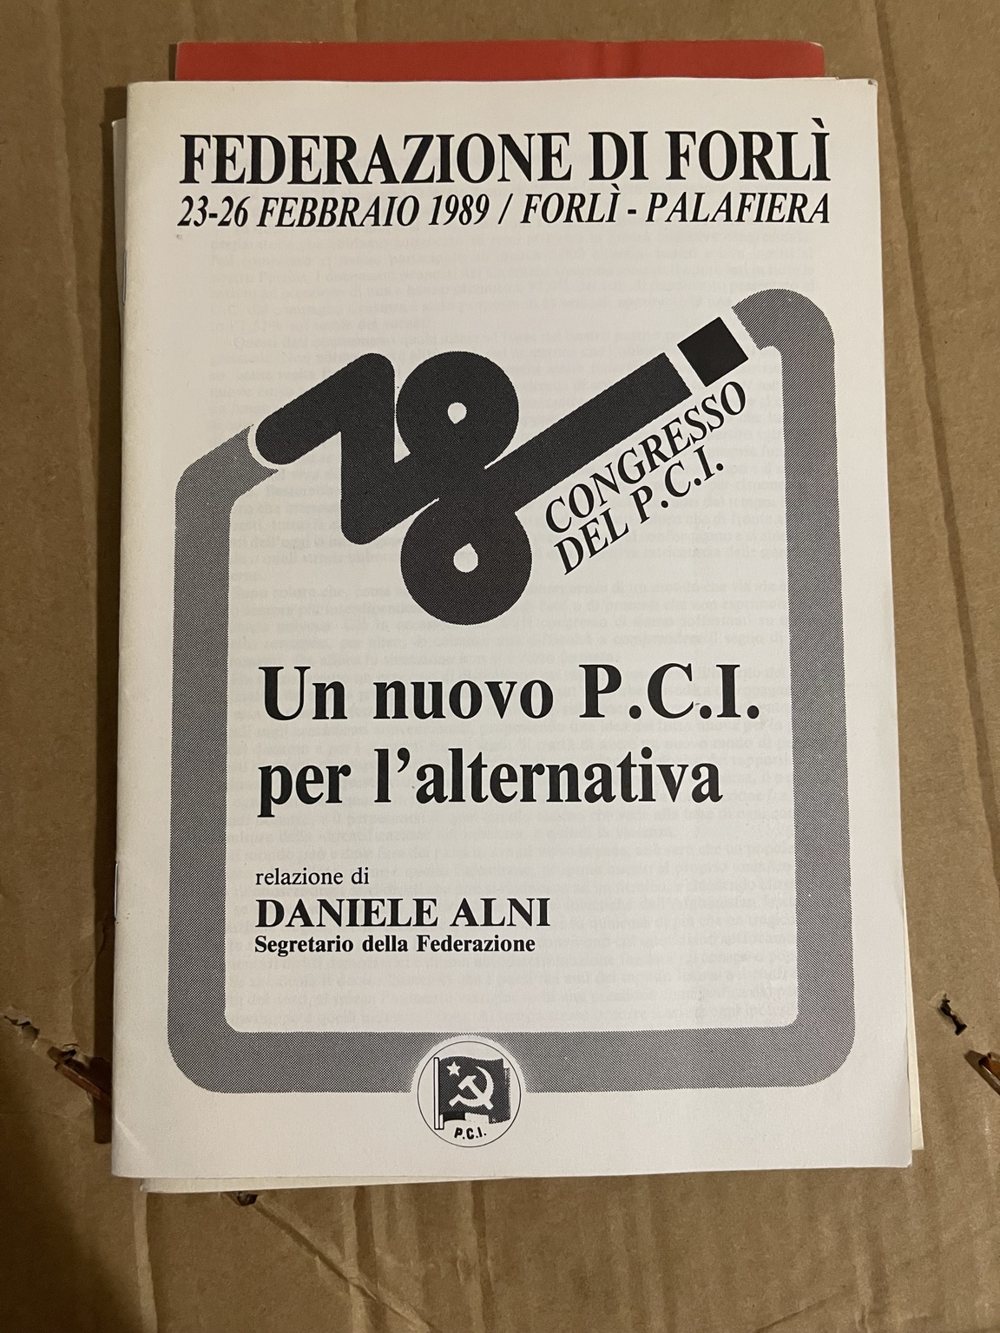 FEDERAZIONE DI FORLÌ
23-26 FEBBRAIO 1989 / FORLÌ - PALAFIERA
28
CONGRESSO
DEL P.C.I.
Un nuovo P.C.I.
per l'alternativa
relazione di
DANIELE ALNI
Segretario della Federazione
P.C.I.